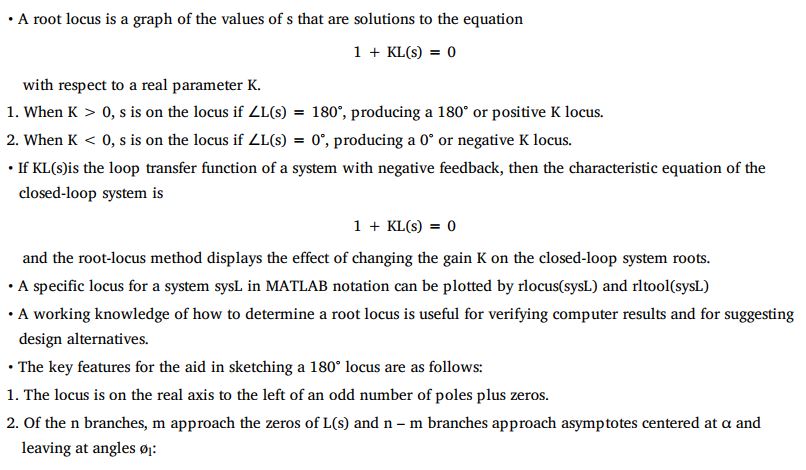 • A root locus is a graph of the values of s that are solutions to the equation
1 + KL(s) = 0
with respect to a real parameter K.
1. When K > 0, s is on the locus if ∠L(s) = 180°, producing a 180° or positive K locus.
2. When K < 0, s is on the locus if ∠L(s) = 0°, producing a 0° or negative K locus.
• If KL(s)is the loop transfer function of a system with negative feedback, then the characteristic equation of the
closed-loop system is
1 + KL(s) = 0
and the root-locus method displays the effect of changing the gain K on the closed-loop system roots.
• A specific locus for a system sysL in MATLAB notation can be plotted by rlocus(sysL) and rltool(sysL)
• A working knowledge of how to determine a root locus is useful for verifying computer results and for suggesting
design alternatives.
• The key features for the aid in sketching a 180° locus are as follows:
1. The locus is on the real axis to the left of an odd number of poles plus zeros.
2. Of the n branches, m approach the zeros of L(s) and n – m branches approach asymptotes centered at α and
leaving at angles øₗ: